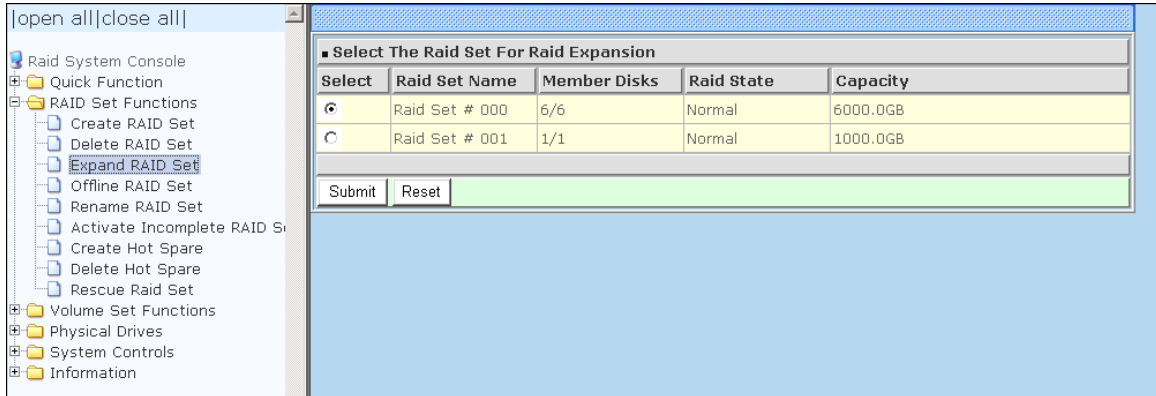 |open all|close all|
Raid System Console
Quick Function
RAID Set Functions
Create RAID Set
Delete RAID Set
Expand RAID Set
Offline RAID Set
Rename RAID Set
Activate Incomplete RAID
Create Hot Spare
Delete Hot Spare
Rescue Raid Set
Volume Set Functions
Physical Drives
System Controls
Information
Select The Raid Set For Raid Expansion
Select Raid Set Name Member Disks Raid State Capacity
Raid Set # 000 6/6 Normal 6000.0GB
Raid Set # 001 1/1 Normal 1000.0GB
Submit Reset